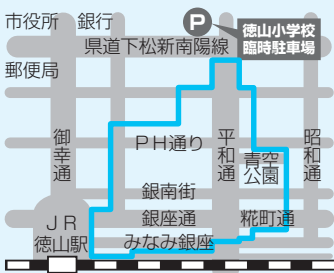 市役所 銀行
P
徳山小学校
臨時駐車場
県道下松新南陽線
郵便局
御幸通
PH通り
平和通
昭和通
青空
公園
銀南街
JR
徳山駅
銀座通
糀町通
みなみ銀座